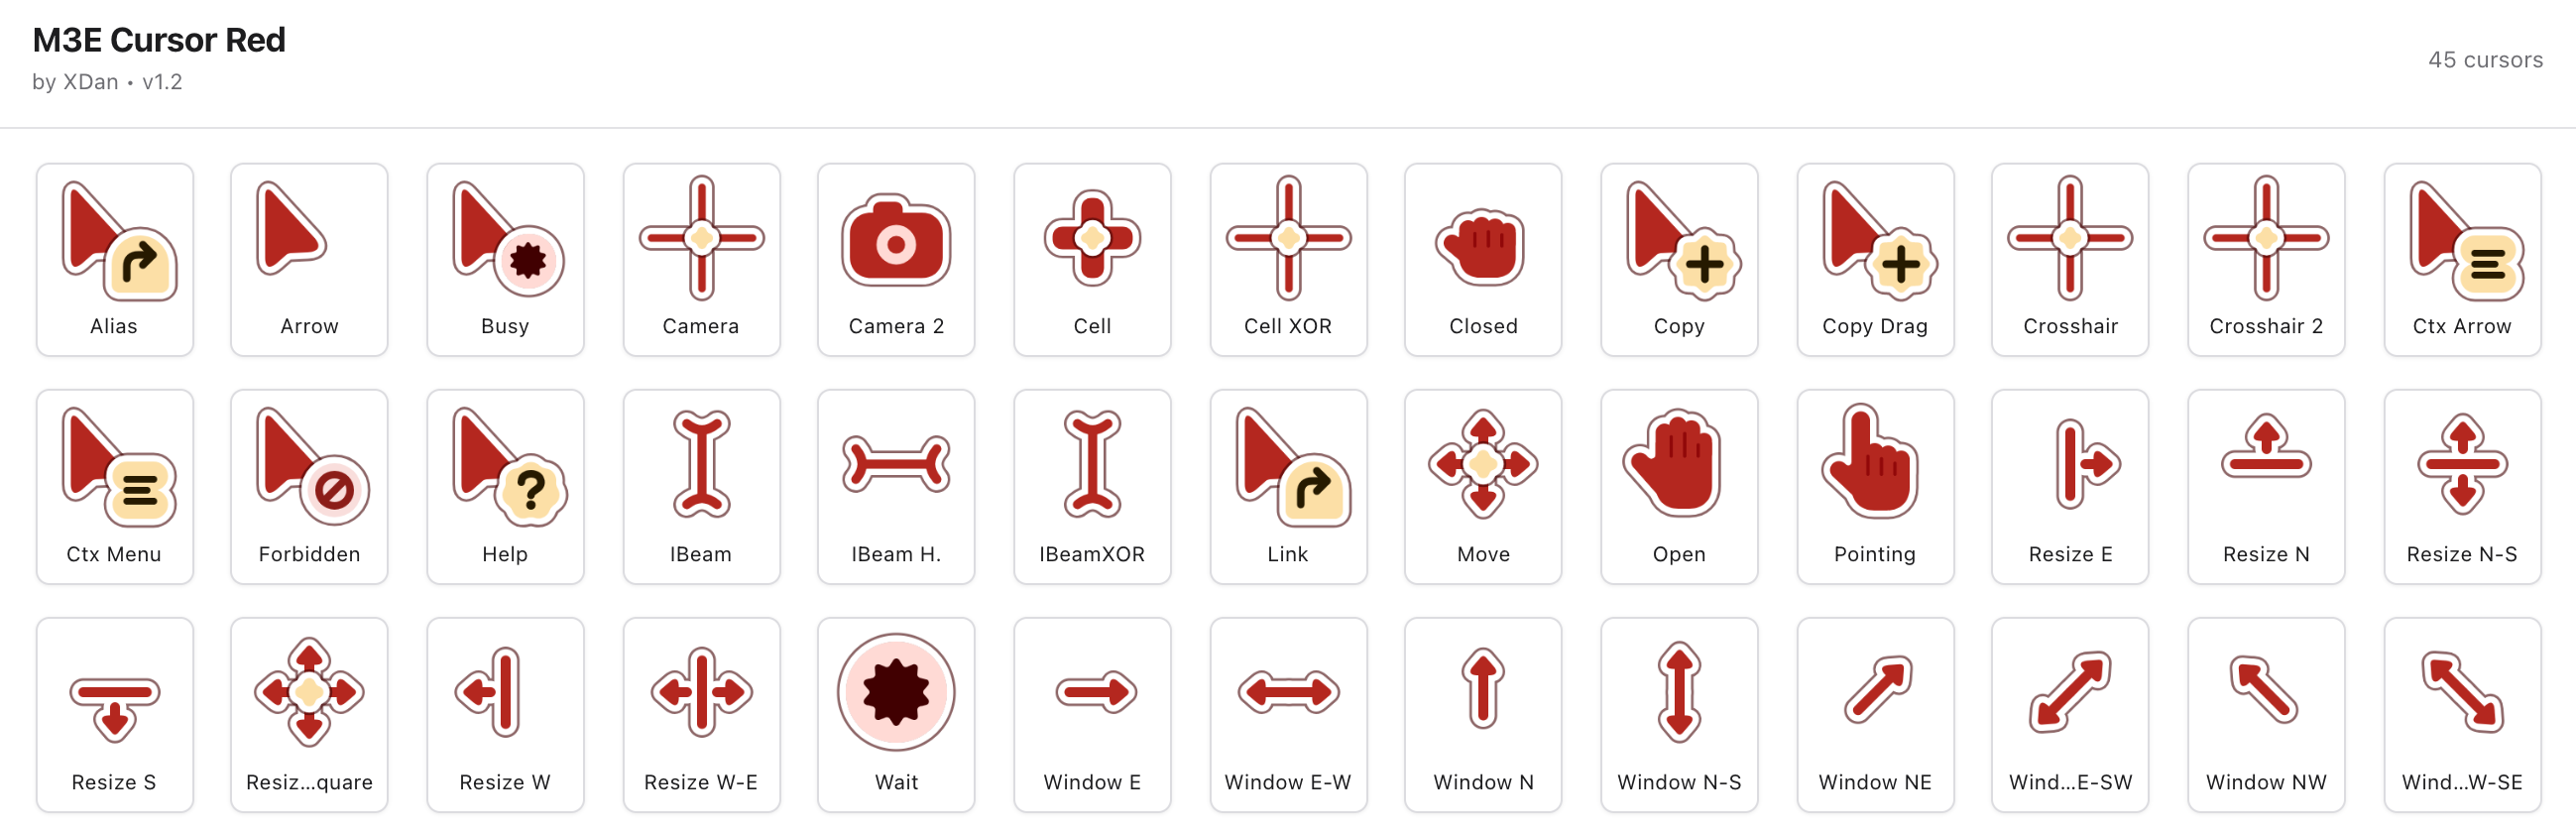 M3E Cursor Red
by XDan • v1.2
45 cursors
Alias
Arrow
Busy
Camera
Camera 2
Cell
Cell XOR
Closed
Copy
Copy Drag
Crosshair
Crosshair 2
Ctx Arrow
Ctx Menu
Forbidden
Help
IBeam
IBeam H.
IBeamXOR
Link
Move
Open
Pointing
Resize E
Resize N
Resize N-S
Resize S
Resiz...quare
Resize W
Resize W-E
Wait
Window E
Window E-W
Window N
Window N-S
Window NE
Wind...E-SW
Window NW
Wind...W-SE